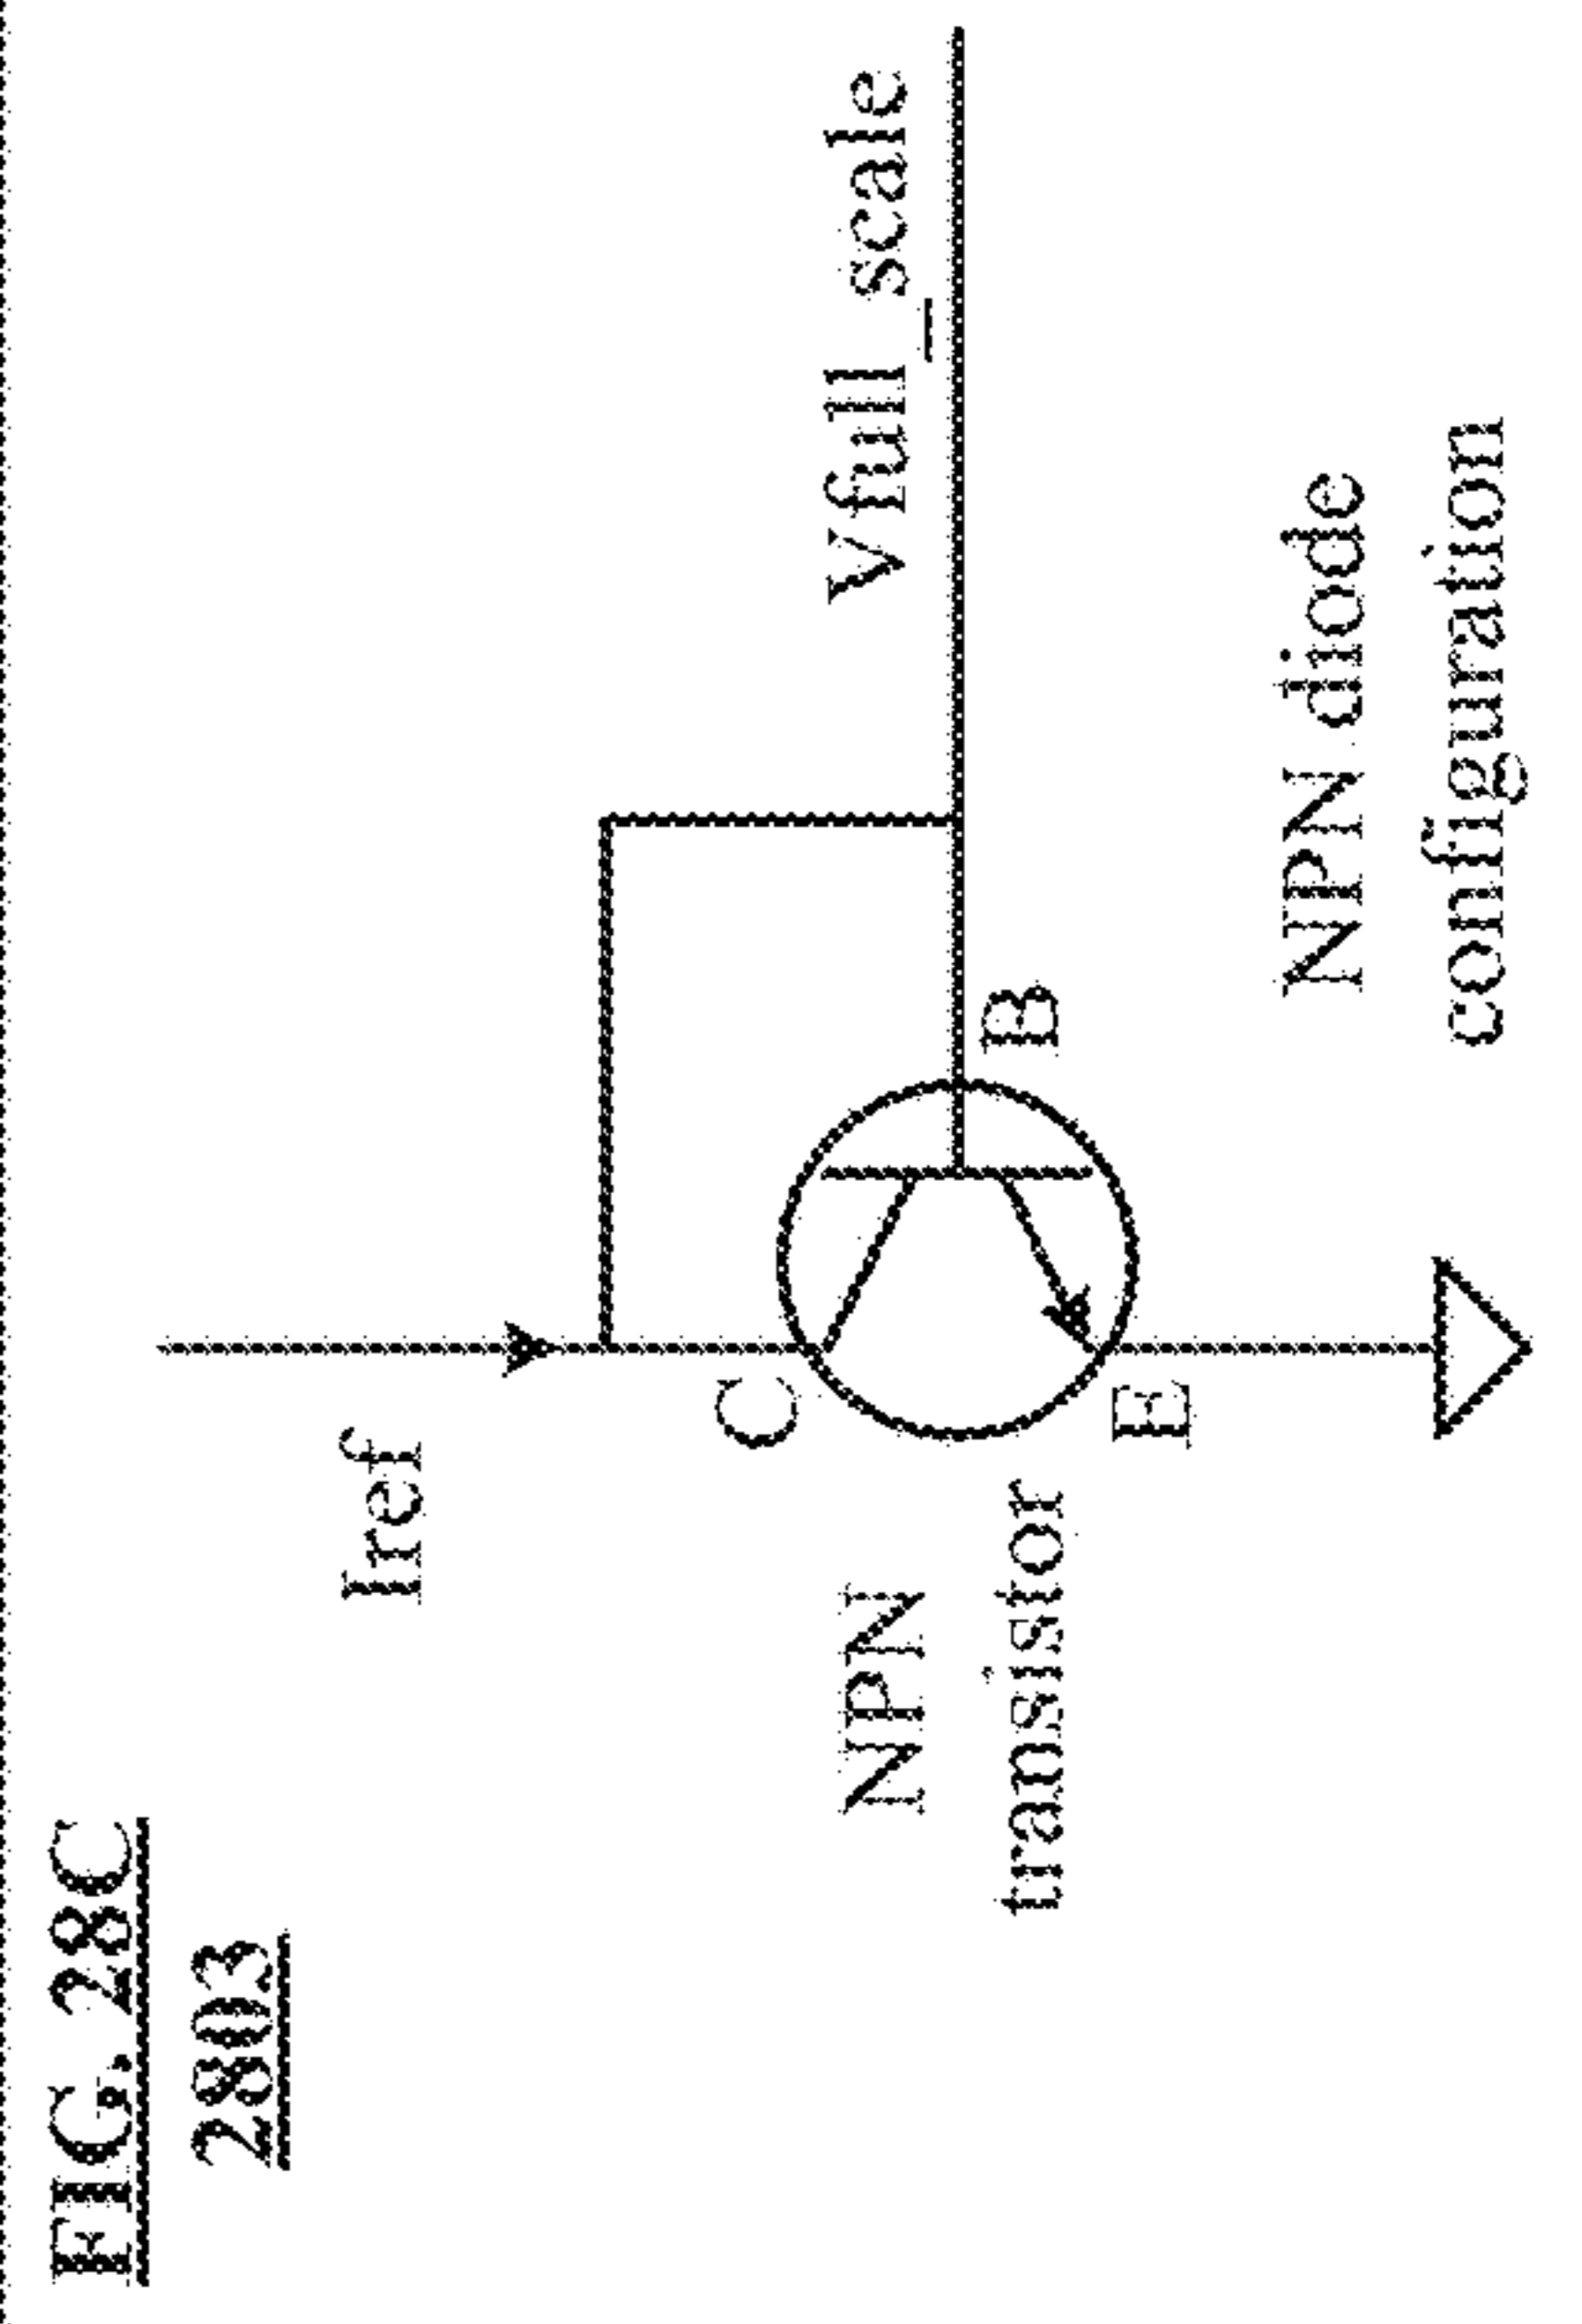 FIG. 28C
2803
Iref
C
NPN
transistor
E
B
Vfull_scale
NPN diode
configuration